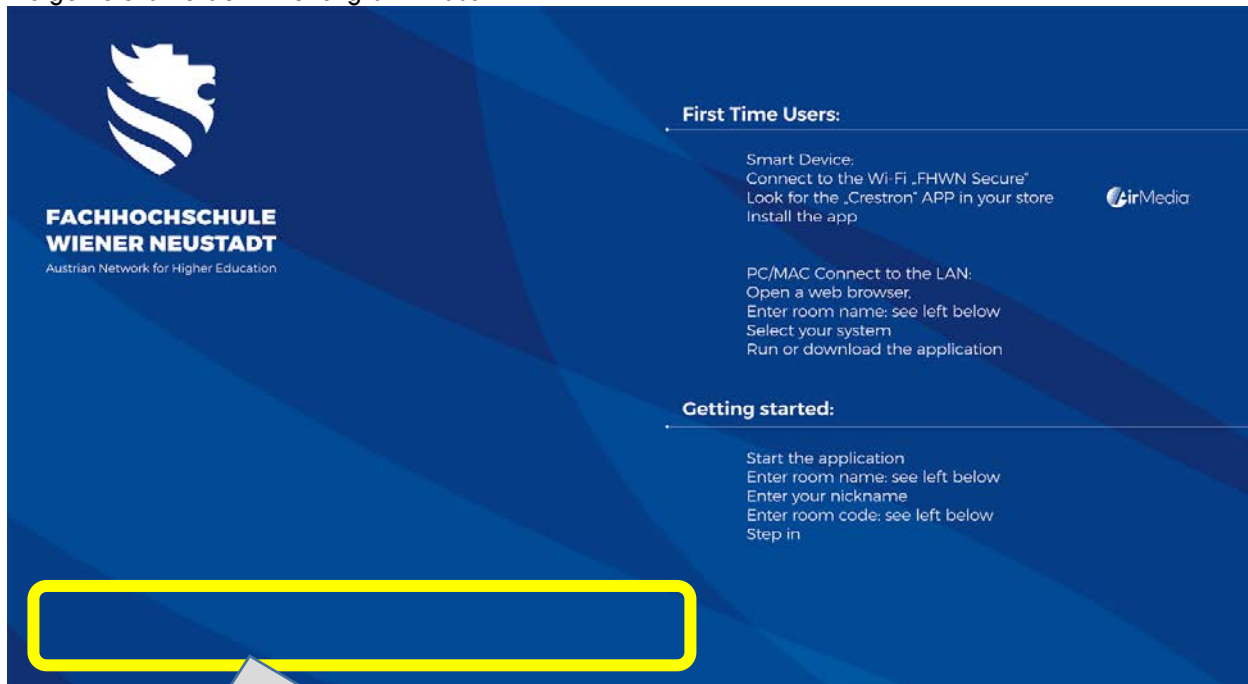 FACHHOCHSCHULE
WIENER NEUSTADT
Austrian Network for Higher Education
First Time Users:
Smart Device:
Connect to the Wi-Fi „FHWN Secure“
Look for the „Crestron“ APP in your store
Install the app
AirMedia
PC/MAC Connect to the LAN:
Open a web browser,
Enter room name: see left below
Select your system
Run or download the application
Getting started:
Start the application
Enter room name: see left below
Enter your nickname
Enter room code: see left below
Step in